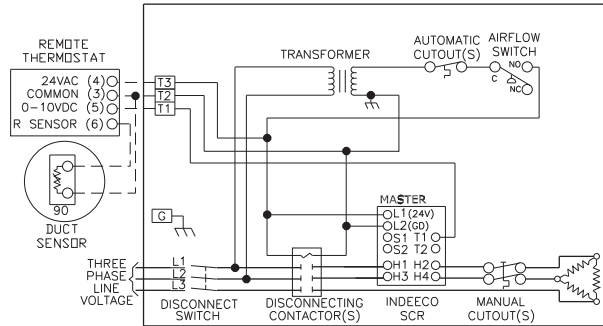 REMOTE
THERMOSTAT
24VAC (4)
COMMON (3)
0-10VDC (5)
R SENSOR (6)
90
DUCT
SENSOR
T3
T2
T1
TRANSFORMER
AUTOMATIC
CUTOUT(S)
AIRFLOW
SWITCH
NO
C
NC
G
MASTER
L1(24V)
L2(GD)
S1 T1
S2 T2
H1 H2
H3 H4
THREE
PHASE
LINE
VOLTAGE
L1
L2
L3
DISCONNECT
SWITCH
DISCONNECTING
CONTACTOR(S)
INDEECO
SCR
MANUAL
CUTOUT(S)